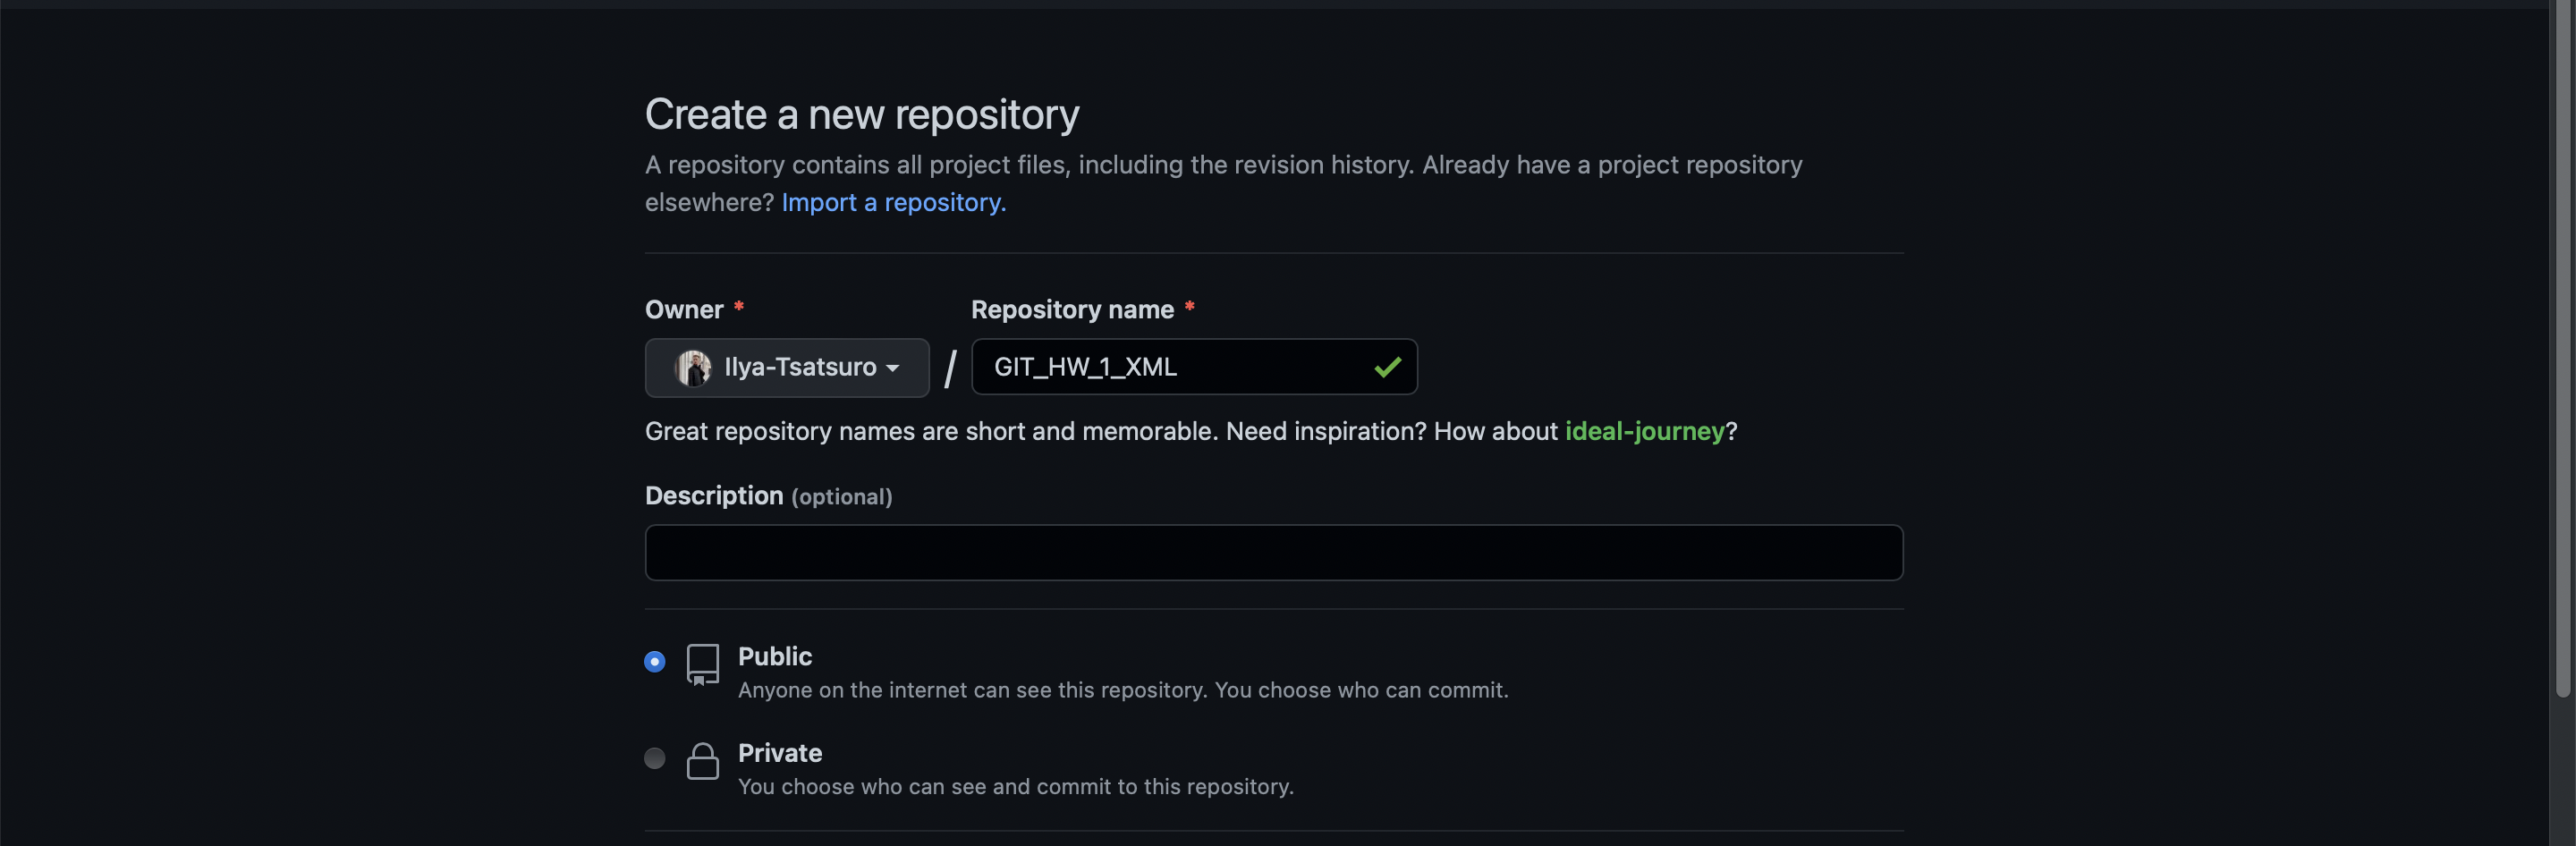 Create a new repository
A repository contains all project files, including the revision history. Already have a project repository
elsewhere? Import a repository.
Owner *
Repository name *
Ilya-Tsatsuro / GIT_HW_1_XML
Great repository names are short and memorable. Need inspiration? How about ideal-journey?
Description (optional)
Public
Anyone on the internet can see this repository. You choose who can commit.
Private
You choose who can see and commit to this repository.